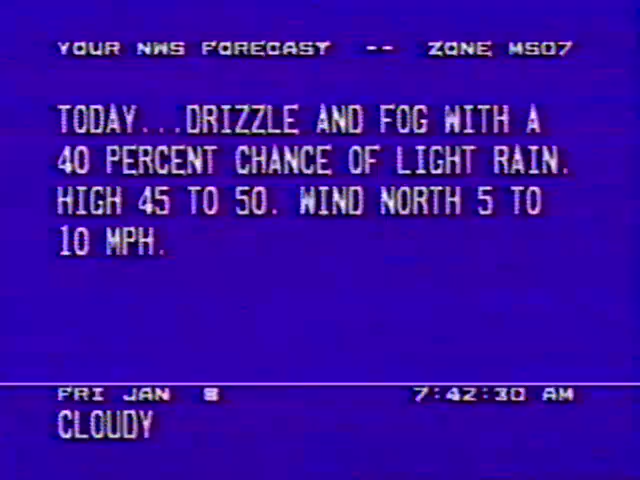 YOUR NWS FORECAST -- ZONE MS07
TODAY...DRIZZLE AND FOG WITH A
40 PERCENT CHANCE OF LIGHT RAIN.
HIGH 45 TO 50. WIND NORTH 5 TO
10 MPH.
FRI JAN 8 7:42:30 AM
CLOUDY